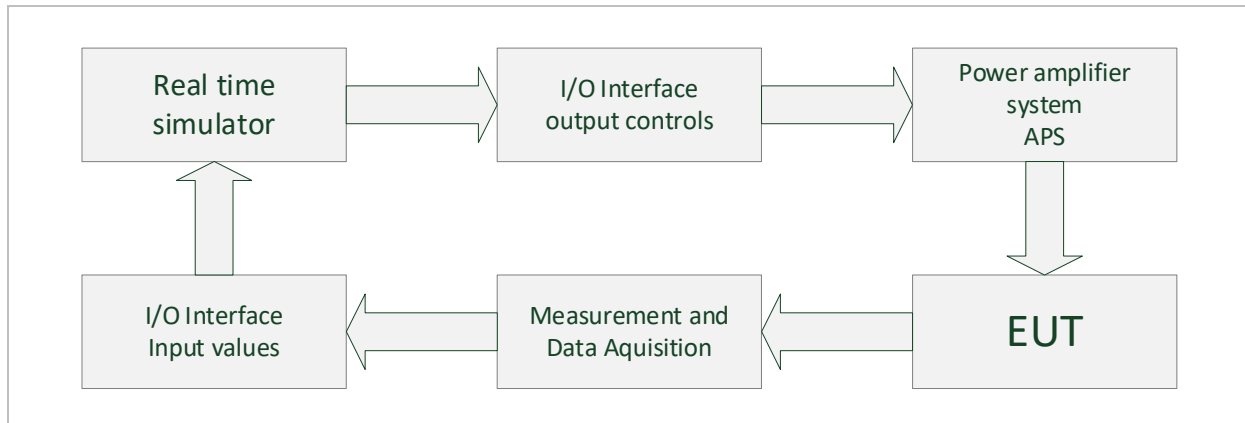 Real time
simulator
I/O Interface
output controls
Power amplifier
system
APS
I/O Interface
Input values
Measurement and
Data Aquisition
EUT